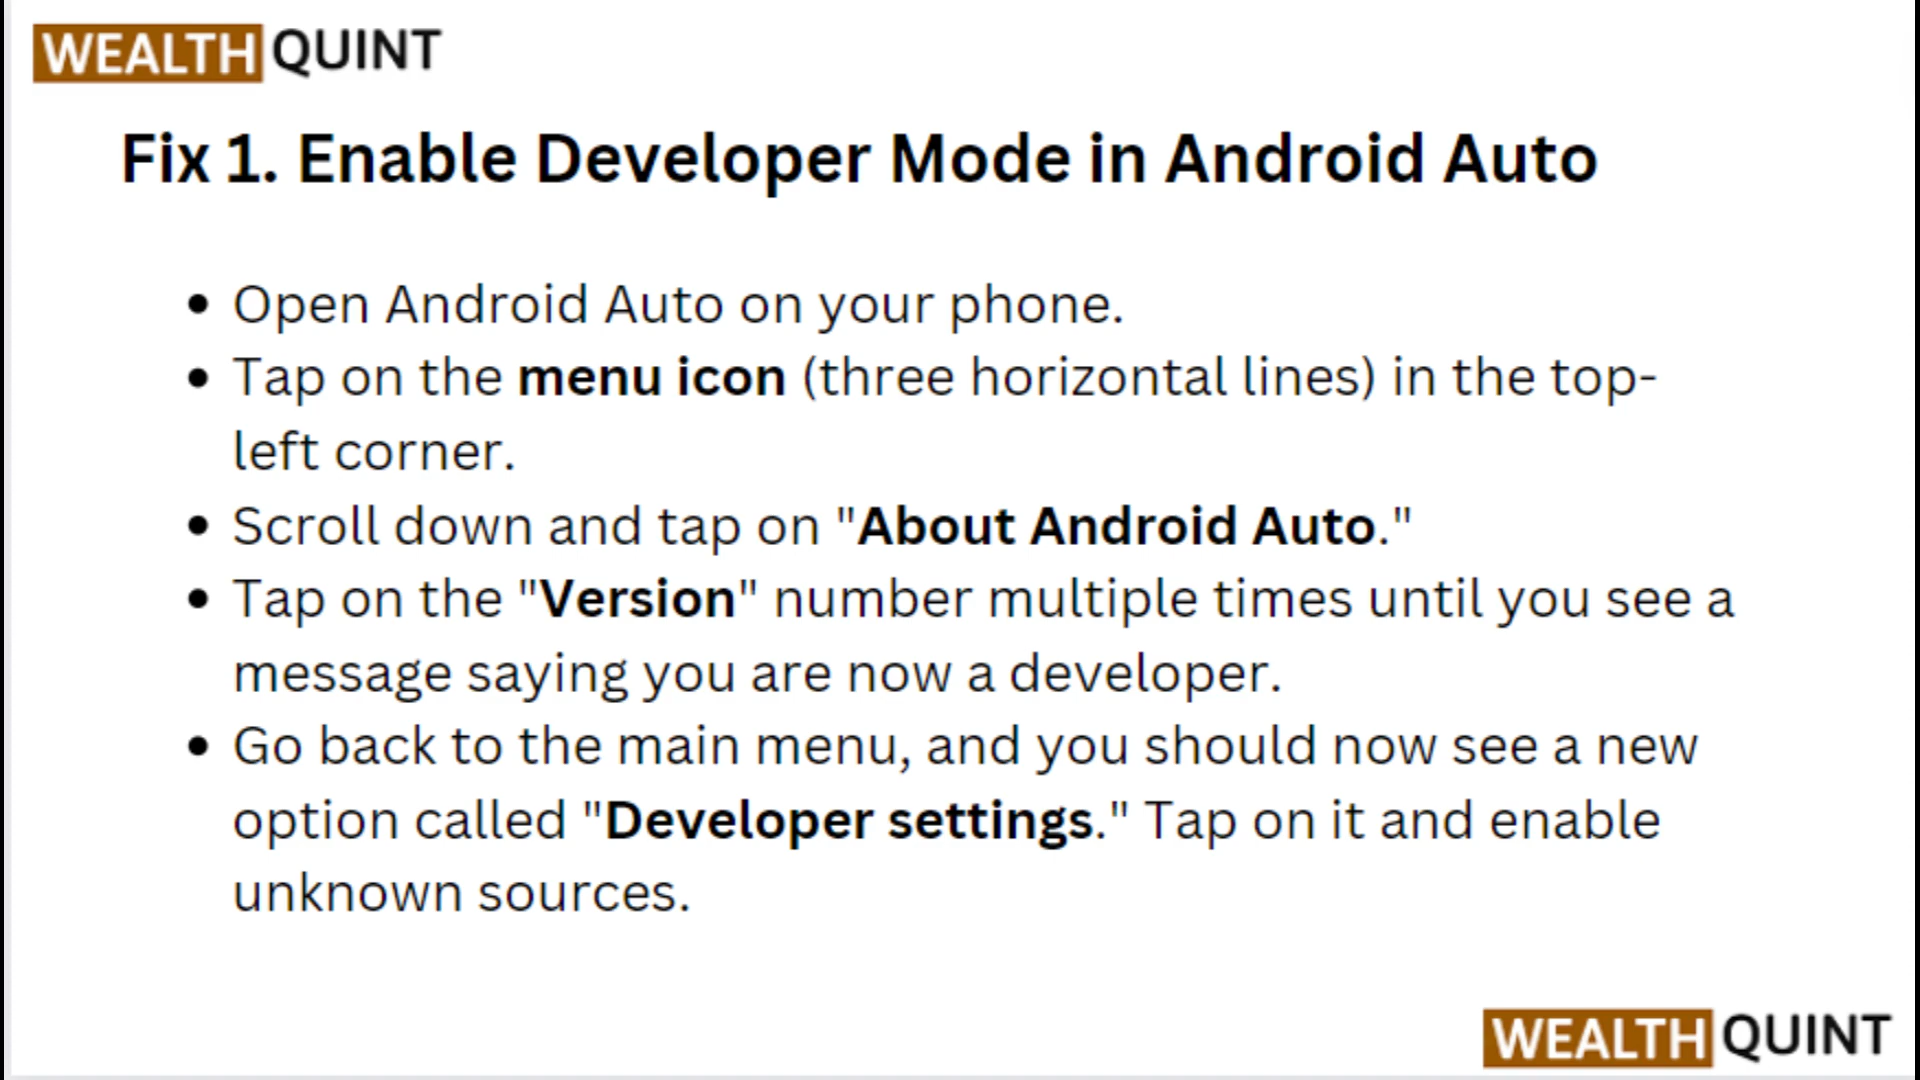 WEALTH QUINT
Fix 1. Enable Developer Mode in Android Auto
• Open Android Auto on your phone.
• Tap on the menu icon (three horizontal lines) in the top-
left corner.
• Scroll down and tap on "About Android Auto."
• Tap on the "Version" number multiple times until you see a
message saying you are now a developer.
• Go back to the main menu, and you should now see a new
option called "Developer settings." Tap on it and enable
unknown sources.
WEALTH QUINT